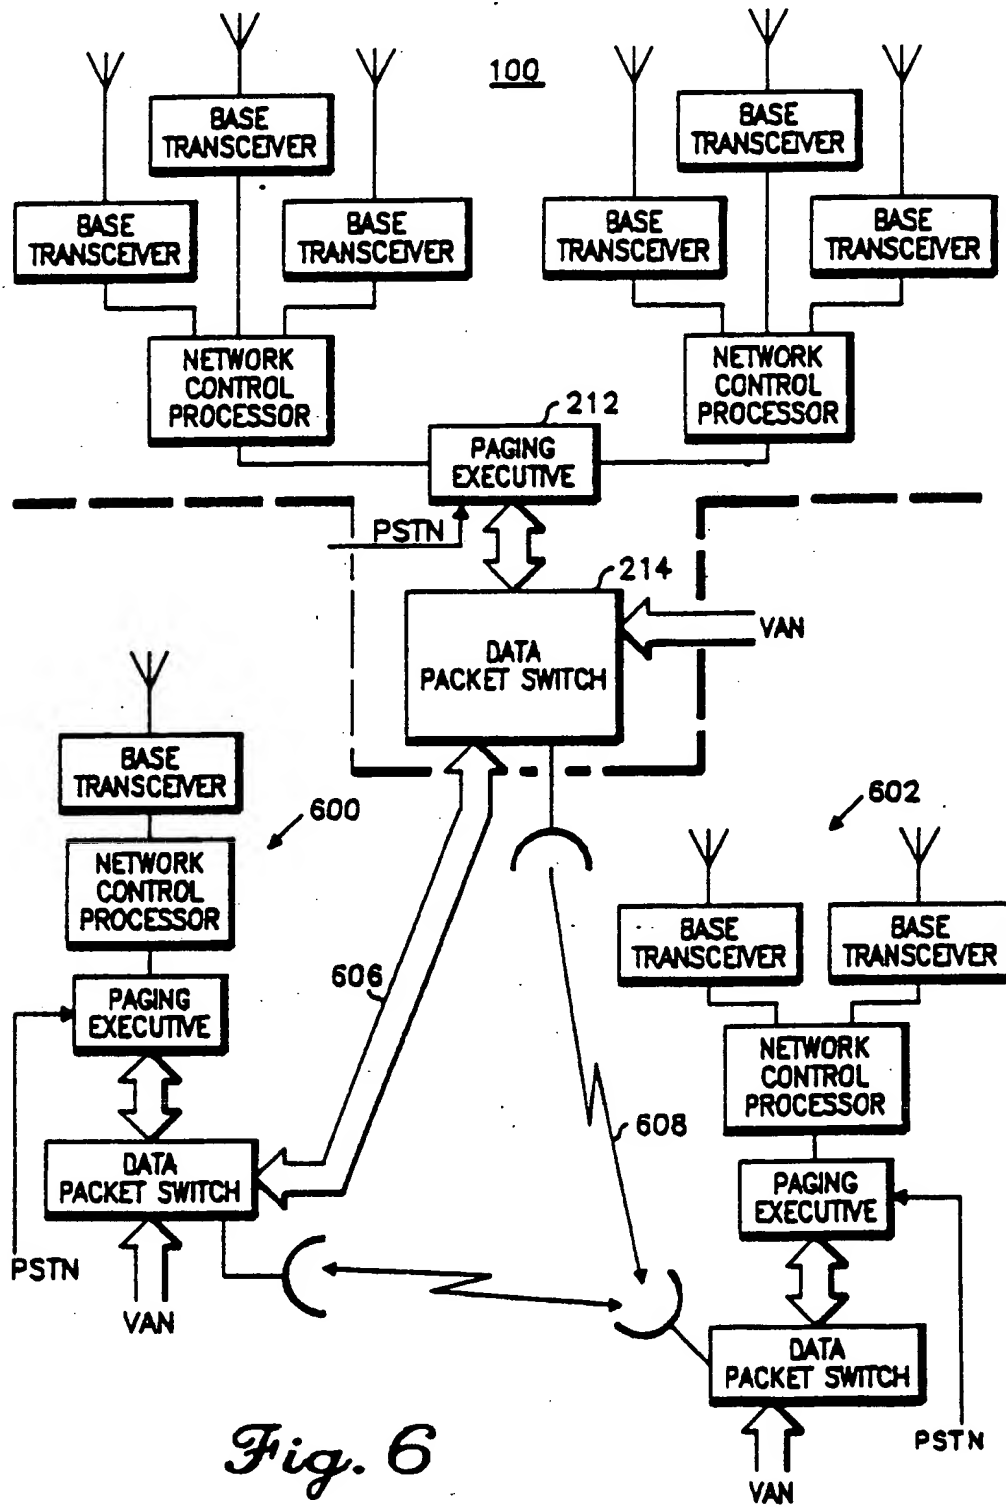 100
BASE
TRANSCEIVER
BASE
TRANSCEIVER
BASE
TRANSCEIVER
BASE
TRANSCEIVER
BASE
TRANSCEIVER
BASE
TRANSCEIVER
NETWORK
CONTROL
PROCESSOR
NETWORK
CONTROL
PROCESSOR
212
PAGING
EXECUTIVE
PSTN
214
DATA
PACKET SWITCH
VAN
BASE
TRANSCEIVER
600
NETWORK
CONTROL
PROCESSOR
PAGING
EXECUTIVE
DATA
PACKET SWITCH
PSTN
VAN
606
608
602
BASE
TRANSCEIVER
BASE
TRANSCEIVER
NETWORK
CONTROL
PROCESSOR
PAGING
EXECUTIVE
DATA
PACKET SWITCH
PSTN
VAN
Fig. 6